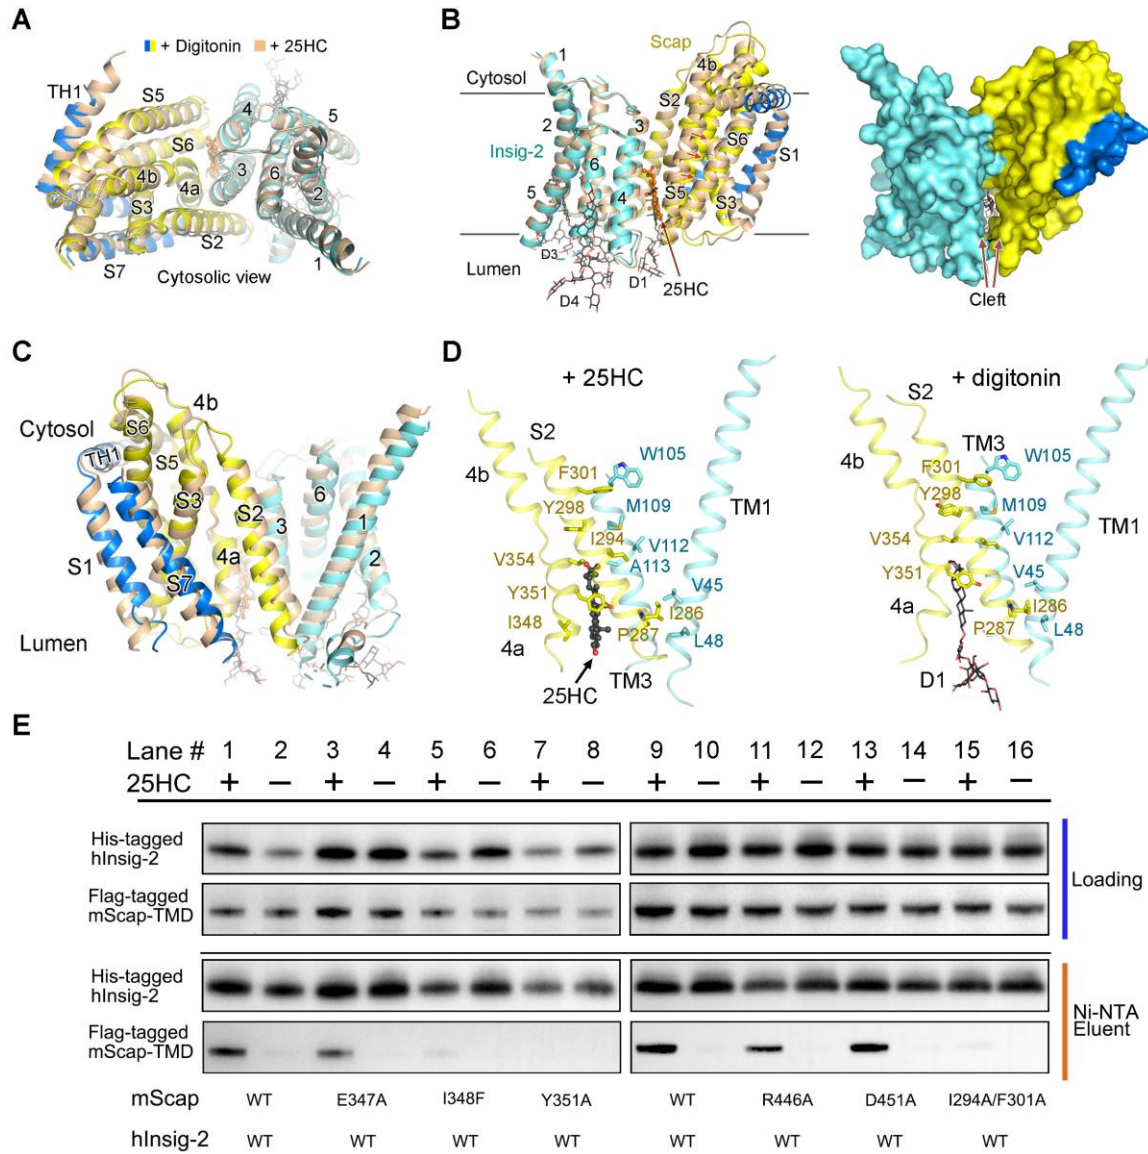 A
+ Digitonin
+ 25HC
TH1
S5
S6
4b
4a
S3
S2
S7
4
3
6
5
2
1
Cytosolic view
B
Scap
1
4b
Cytosol
S2
2
3
S6
Insig-2
6
S1
5
4
S5
S3
Lumen
D3
D1
D4
25HC
Cleft
C
4b
Cytosol
S6
TH1
S5
S3
S2
6
3
1
S1
4a
2
S7
Lumen
D
+ 25HC
S2
4b
W105
F301
Y298
M109
I294
TM1
V354
V112
A113
Y351
V45
I348
I286
P287
L48
4a
25HC
TM3
+ digitonin
S2
TM3
4b
W105
F301
Y298
M109
TM1
V354
V112
Y351
V45
4a
I286
P287
L48
D1
E
Lane # 1 2 3 4 5 6 7 8 9 10 11 12 13 14 15 16
25HC + — + — + — + — + — + — + — + —
His-tagged
hInsig-2
Flag-tagged
mScap-TMD
Loading
His-tagged
hInsig-2
Flag-tagged
mScap-TMD
Ni-NTA
Eluent
mScap WT E347A I348F Y351A WT R446A D451A I294A/F301A
hInsig-2 WT WT WT WT WT WT WT WT